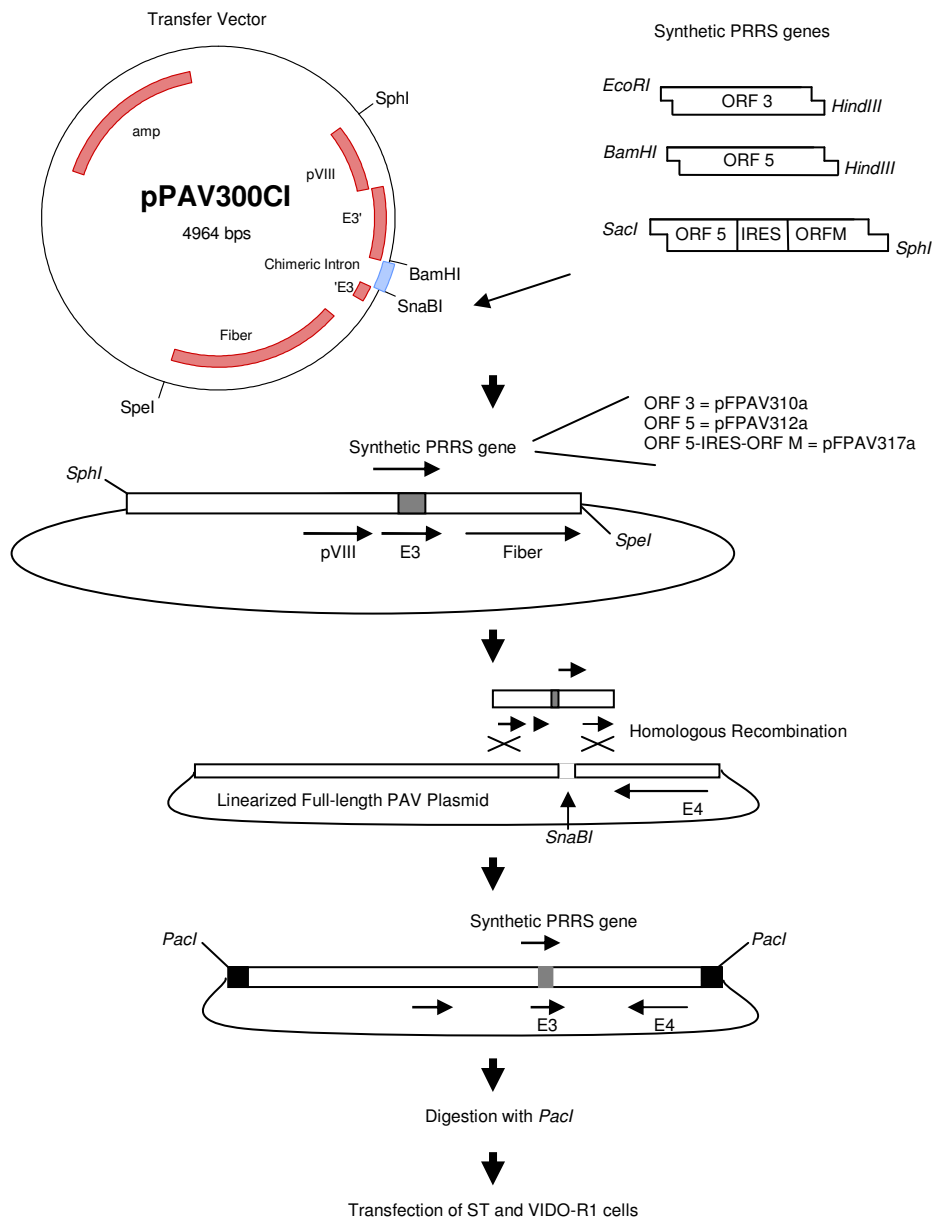 Transfer Vector
Synthetic PRRS genes
SphI
amp
pVIII
pPAV300CI
4964 bps
E3'
Chimeric Intron
'E3
BamHI
SnaBI
Fiber
SpeI
EcoRI
ORF 3
HindIII
BamHI
ORF 5
HindIII
SacI
ORF 5
IRES
ORFM
SphI
ORF 3 = pFPAV310a
ORF 5 = pFPAV312a
ORF 5-IRES-ORF M = pFPAV317a
Synthetic PRRS gene
SphI
SpeI
pVIII
E3
Fiber
Homologous Recombination
Linearized Full-length PAV Plasmid
E4
SnaBI
Synthetic PRRS gene
PacI
PacI
E3
E4
Digestion with PacI
Transfection of ST and VIDO-R1 cells